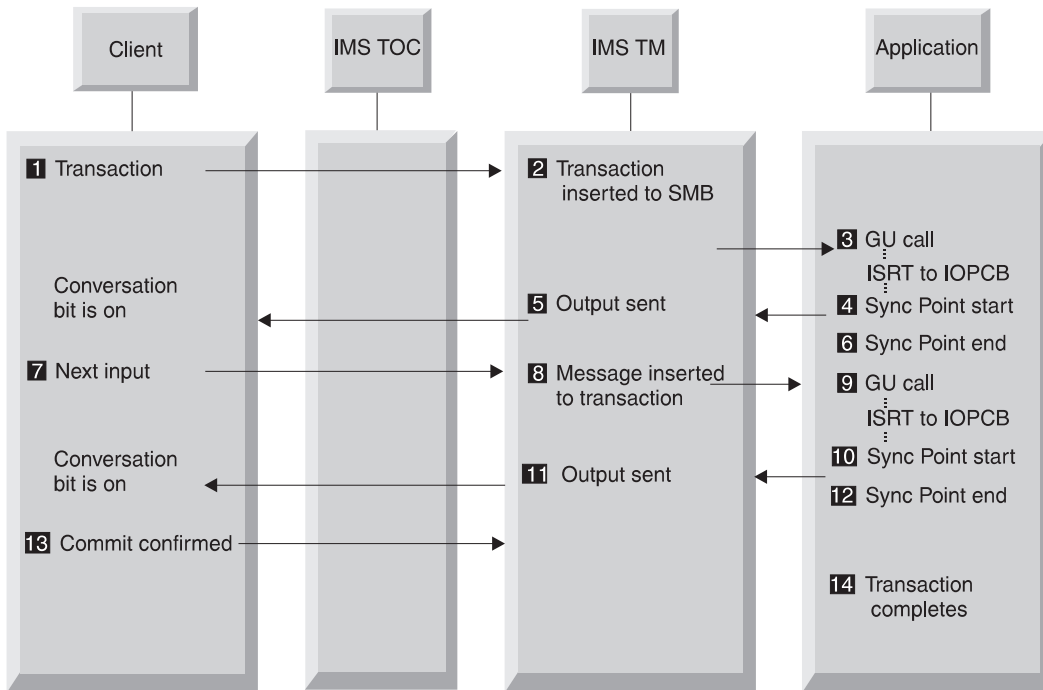 Client
IMS TOC
IMS TM
Application
1 Transaction
2 Transaction
inserted to SMB
3 GU call
ISRT to IOPCB
Conversation
bit is on
5 Output sent
4 Sync Point start
6 Sync Point end
7 Next input
8 Message inserted
to transaction
9 GU call
ISRT to IOPCB
Conversation
bit is on
11 Output sent
10 Sync Point start
12 Sync Point end
13 Commit confirmed
14 Transaction
completes